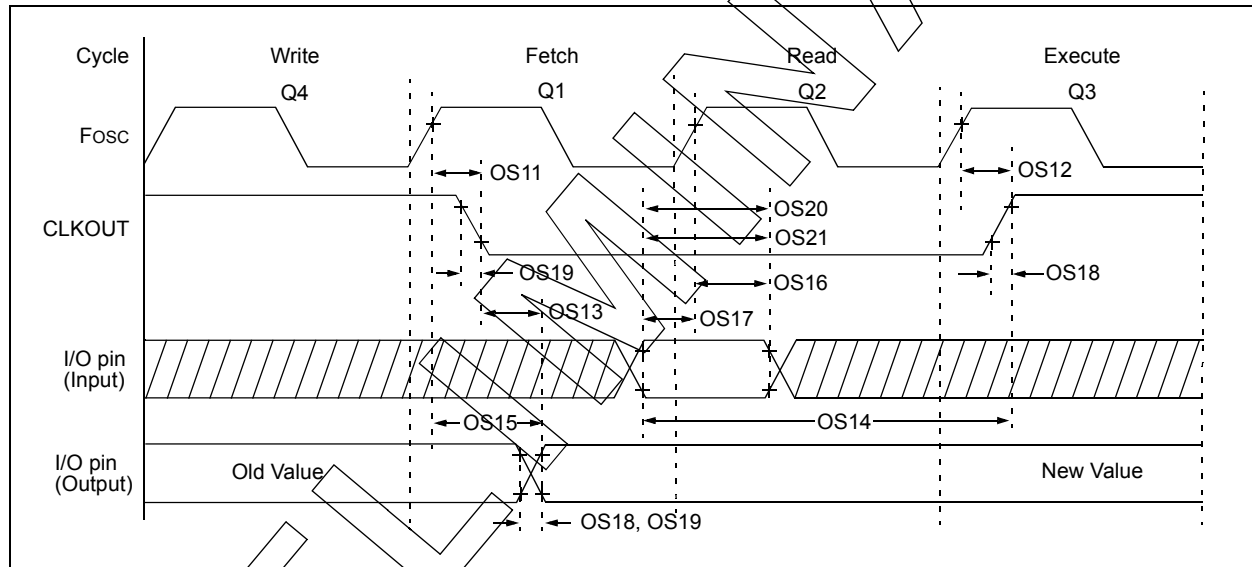 Cycle Write Fetch Read Execute
Q4 Q1 Q2 Q3
FOSC
OS11 OS12
OS20
CLKOUT
OS21
OS19 OS16 OS18
OS13 OS17
I/O pin
(Input)
OS15 OS14
I/O pin
(Output)
Old Value New Value
OS18, OS19